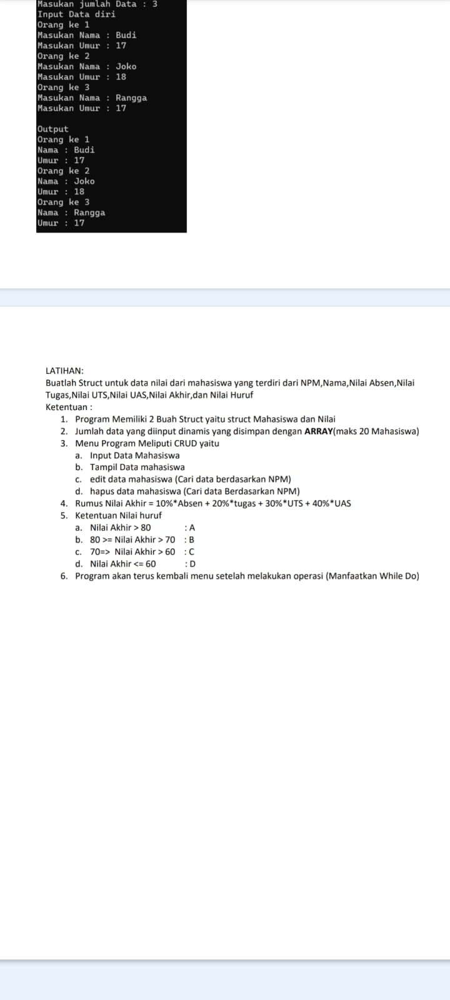 Masukan jumlah Data : 3
Input Data diri
Orang ke 1
Masukan Nama : Budi
Masukan Umur : 17
Orang ke 2
Masukan Nama : Joko
Masukan Umur : 18
Orang ke 3
Masukan Nama : Rangga
Masukan Umur : 17
Output
Orang ke 1
Nama : Budi
Umur : 17
Orang ke 2
Nama : Joko
Umur : 18
Orang ke 3
Nama : Rangga
Umur : 17
LATIHAN:
Buatlah Struct untuk data nilai dari mahasiswa yang terdiri dari NPM,Nama,Nilai Absen,Nilai
Tugas,Nilai UTS,Nilai UAS,Nilai Akhir,dan Nilai Huruf
Ketentuan :
1. Program Memiliki 2 Buah Struct yaitu struct Mahasiswa dan Nilai
2. Jumlah data yang diinput dinamis yang disimpan dengan ARRAY(maks 20 Mahasiswa)
3. Menu Program Meliputi CRUD yaitu
a. Input Data Mahasiswa
b. Tampil Data mahasiswa
c. edit data mahasiswa (Cari data berdasarkan NPM)
d. hapus data mahasiswa (Cari data Berdasarkan NPM)
4. Rumus Nilai Akhir = 10%*Absen + 20%*tugas + 30%*UTS + 40%*UAS
5. Ketentuan Nilai huruf
a. Nilai Akhir > 80 : A
b. 80 >= Nilai Akhir > 70 : B
c. 70=> Nilai Akhir > 60 : C
d. Nilai Akhir <= 60 : D
6. Program akan terus kembali menu setelah melakukan operasi (Manfaatkan While Do)